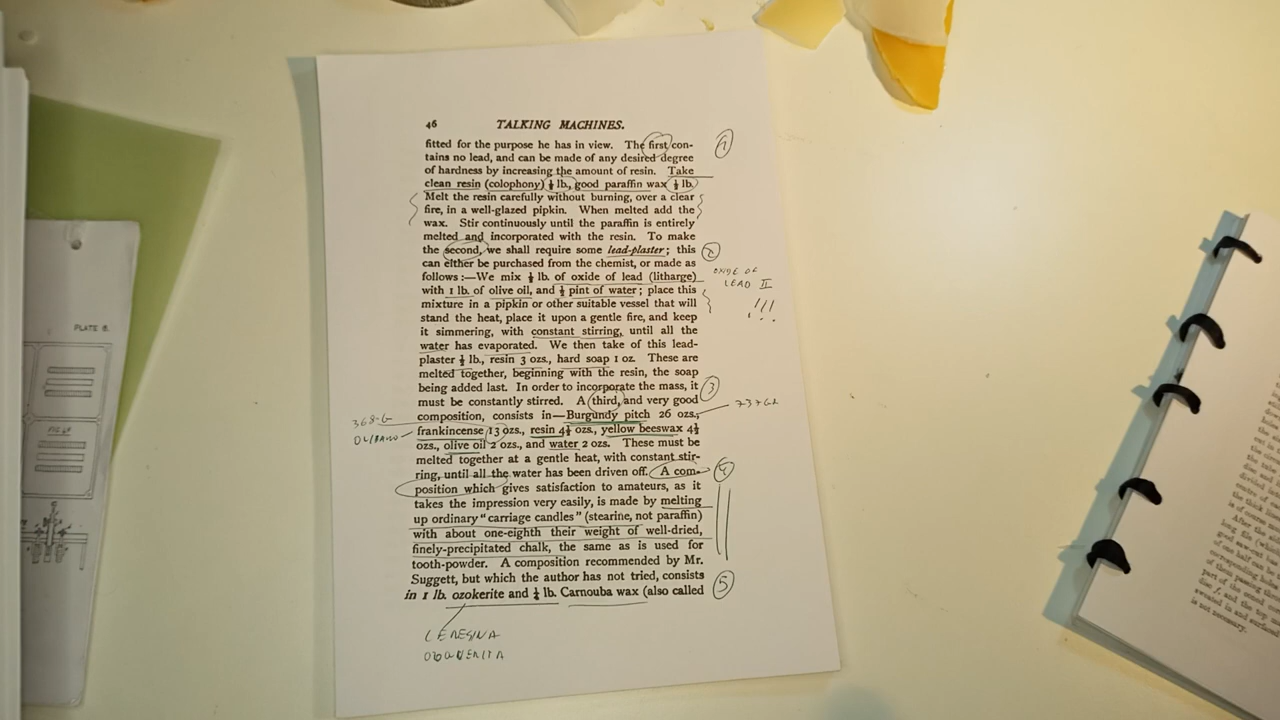 46 TALKING MACHINES.
fitted for the purpose he has in view. The first con-
tains no lead, and can be made of any desired degree
of hardness by increasing the amount of resin. Take
clean resin (colophony) ½ lb., good paraffin wax ½ lb.
Melt the resin carefully without burning, over a clear
fire, in a well-glazed pipkin. When melted add the
wax. Stir continuously until the paraffin is entirely
melted and incorporated with the resin. To make
the second, we shall require some lead-plaster; this
can either be purchased from the chemist, or made as
follows:—We mix ½ lb. of oxide of lead (litharge)
with 1 lb. of olive oil, and ½ pint of water; place this
mixture in a pipkin or other suitable vessel that will
stand the heat, place it upon a gentle fire, and keep
it simmering, with constant stirring, until all the
water has evaporated. We then take of this lead-
plaster ½ lb., resin 3 ozs., hard soap 1 oz. These are
melted together, beginning with the resin, the soap
being added last. In order to incorporate the mass, it
must be constantly stirred. A third, and very good
composition, consists in—Burgundy pitch 26 ozs.,
frankincense 13 ozs., resin 4½ ozs., yellow beeswax 4½
ozs., olive oil 2 ozs., and water 2 ozs. These must be
melted together at a gentle heat, with constant stir-
ring, until all the water has been driven off. A com-
position which gives satisfaction to amateurs, as it
takes the impression very easily, is made by melting
up ordinary "carriage candles" (stearine, not paraffin)
with about one-eighth their weight of well-dried,
finely-precipitated chalk, the same as is used for
tooth-powder. A composition recommended by Mr.
Suggett, but which the author has not tried, consists
in 1 lb. ozokerite and ½ lb. Carnouba wax (also called
1
2
OXIDE OF
LEAD II
!!!
3
737 GR
368-G
OLIBANO
4
5
CERESINA
OZOQUERITA
PLATE 8.
is not necessary.